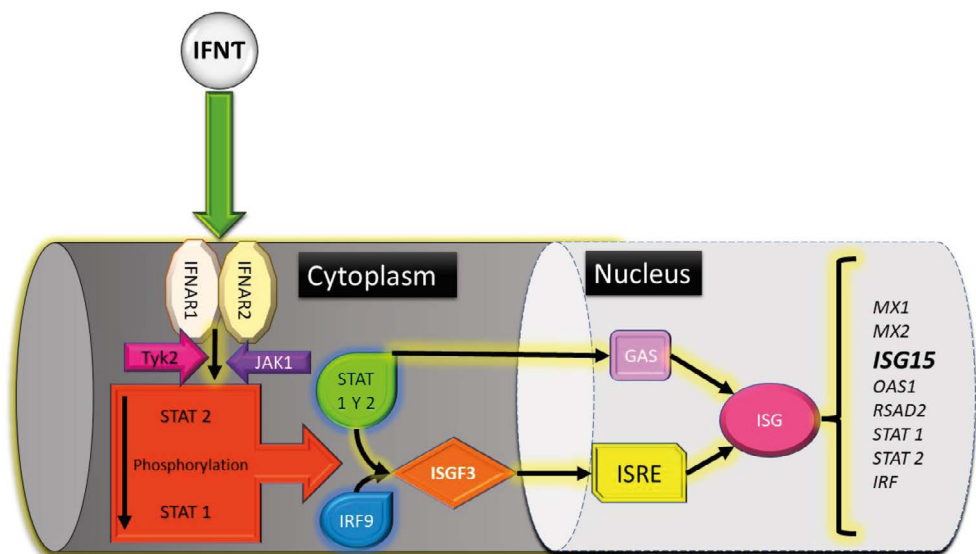 IFNT
IFNAR1
IFNAR2
Cytoplasm
Nucleus
Tyk2
JAK1
STAT 2
Phosphorylation
STAT 1
STAT
1 Y 2
IRF9
ISGF3
GAS
ISRE
ISG
MX1
MX2
ISG15
OAS1
RSAD2
STAT 1
STAT 2
IRF